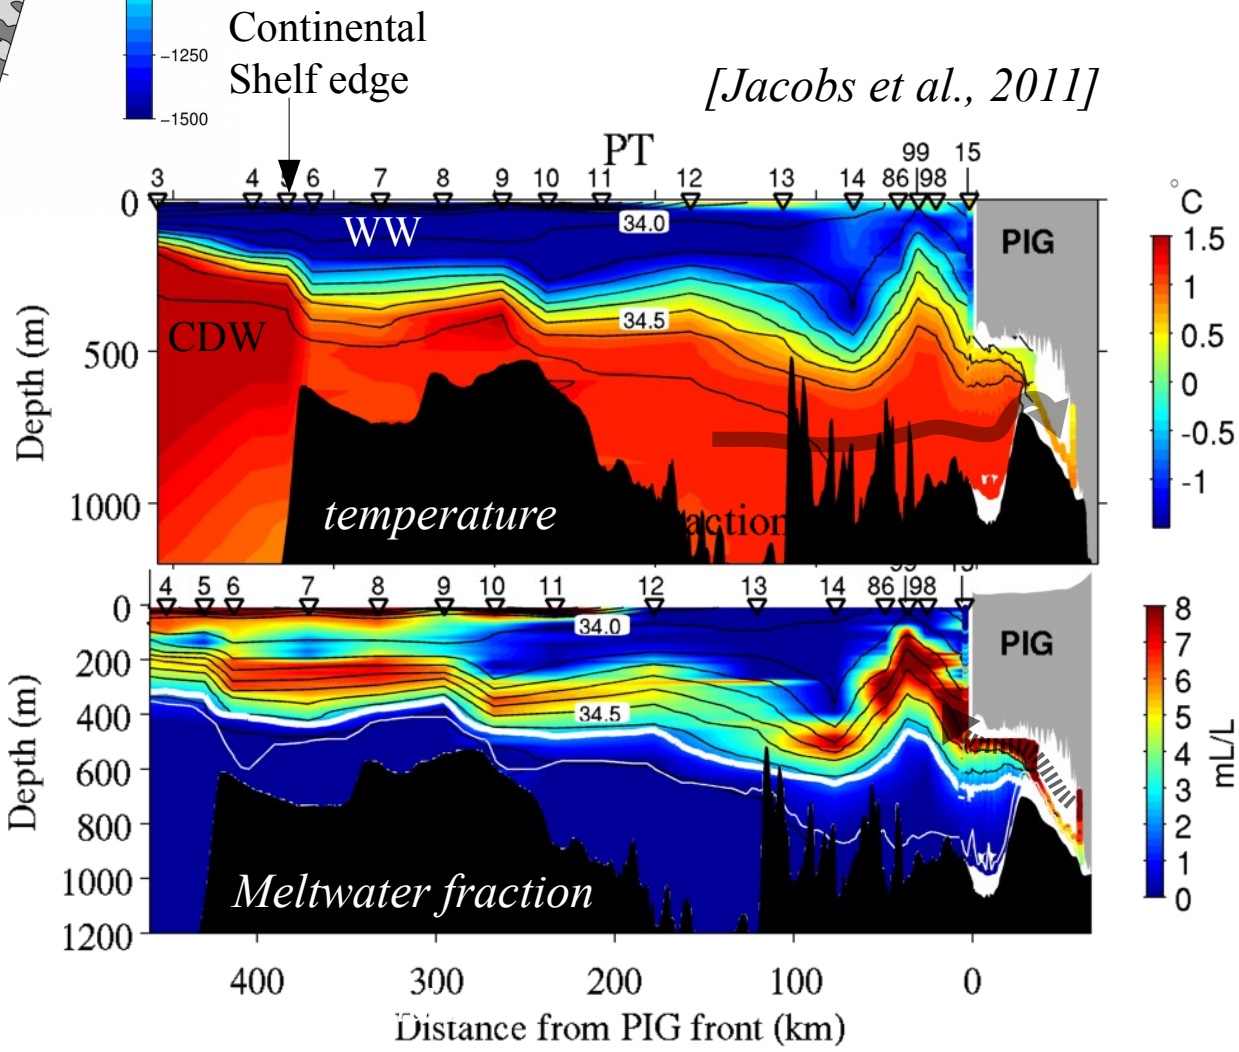 Continental
-1250
Shelf edge
[Jacobs et al., 2011]
-1500
PT
99 15
3 4 5 6 7 8 9 10 11 12 13 14 86 98
°C
0
WW
34.0
PIG
1.5
1
CDW
34.5
0.5
500
0
-0.5
-1
1000
temperature
action
Depth (m)
4 5 6 7 8 9 10 11 12 13 14 86 98
99 15
0
34.0
PIG
8
200
7
6
400
34.5
5
600
4
mL/L
3
800
2
1000
Meltwater fraction
1
0
1200
Depth (m)
400 300 200 100 0
Distance from PIG front (km)